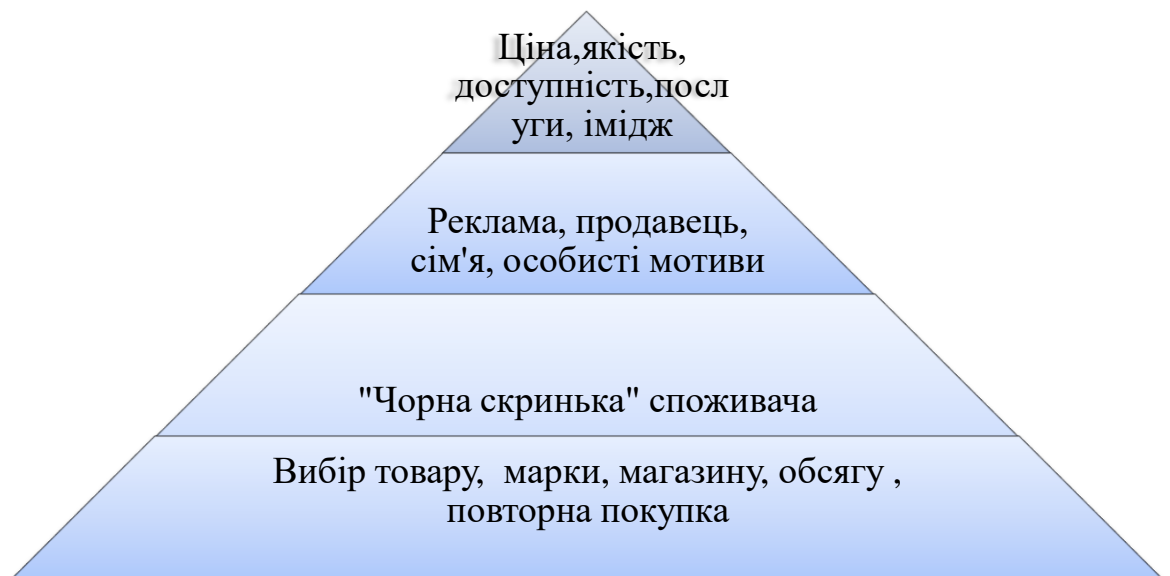 Ціна,якість,
доступність,посл
уги, імідж
Реклама, продавець,
сім'я, особисті мотиви
"Чорна скринька" споживача
Вибір товару,  марки, магазину, обсягу ,
повторна покупка